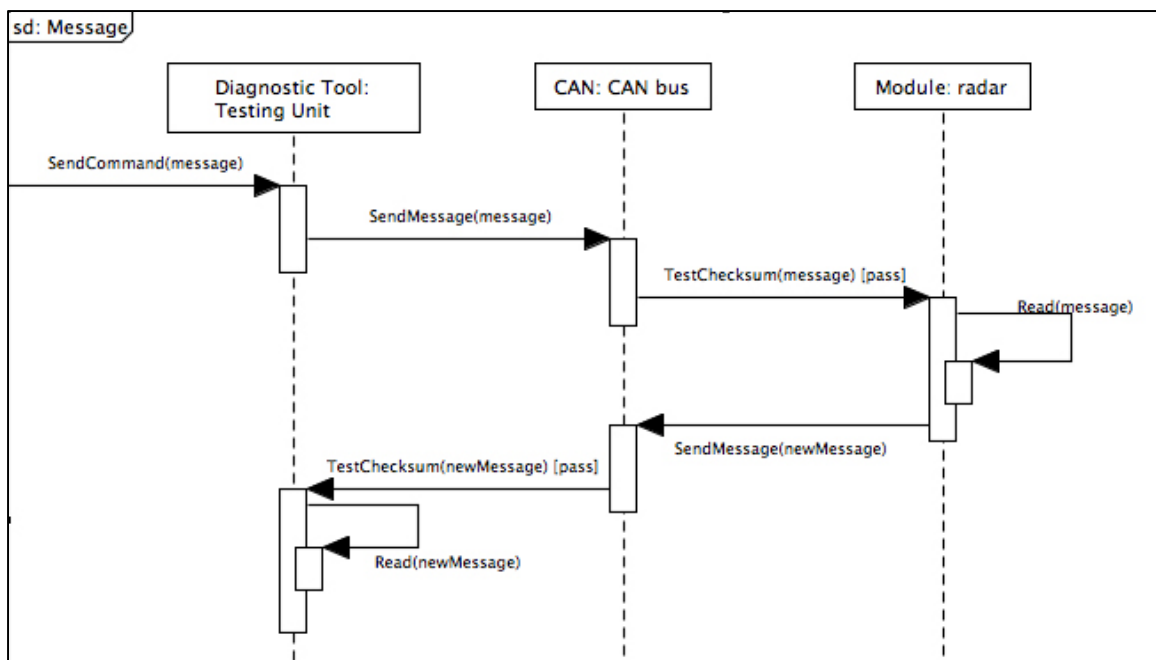 sd: Message
Diagnostic Tool:
Testing Unit
CAN: CAN bus
Module: radar
SendCommand(message)
SendMessage(message)
TestChecksum(message) [pass]
Read(message)
SendMessage(newMessage)
TestChecksum(newMessage) [pass]
Read(newMessage)